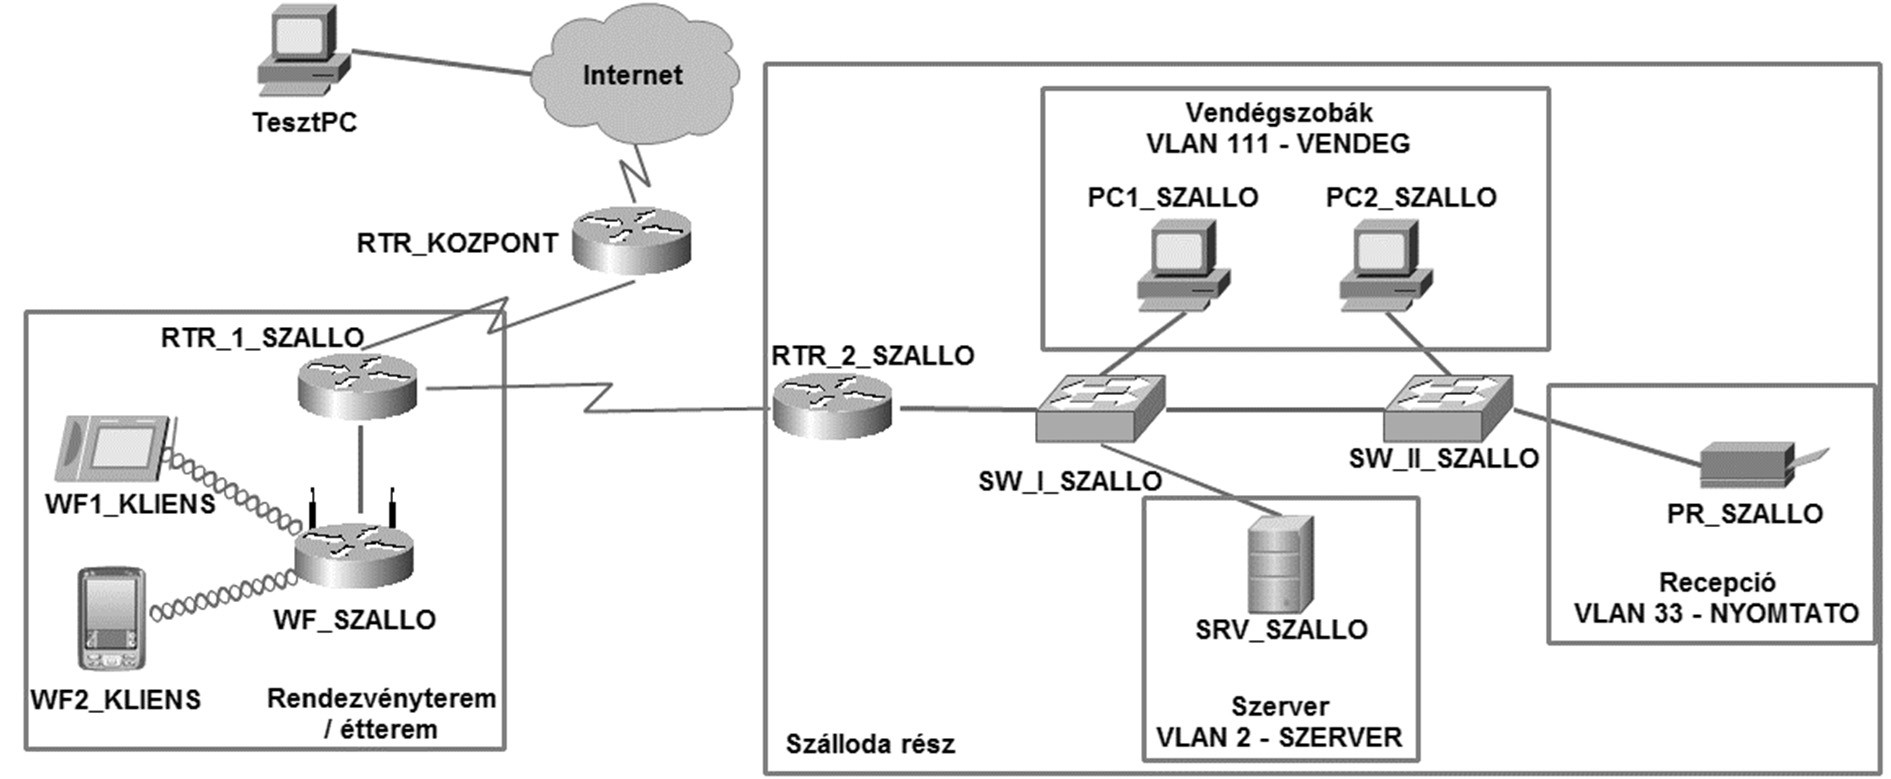 TesztPC
Internet
RTR_KOZPONT
RTR_1_SZALLO
WF1_KLIENS
WF_SZALLO
WF2_KLIENS
Rendezvényterem
/ étterem
Vendégszobák
VLAN 111 - VENDEG
PC1_SZALLO
PC2_SZALLO
RTR_2_SZALLO
SW_I_SZALLO
SW_II_SZALLO
PR_SZALLO
Recepció
VLAN 33 - NYOMTATO
SRV_SZALLO
Szerver
VLAN 2 - SZERVER
Szálloda rész